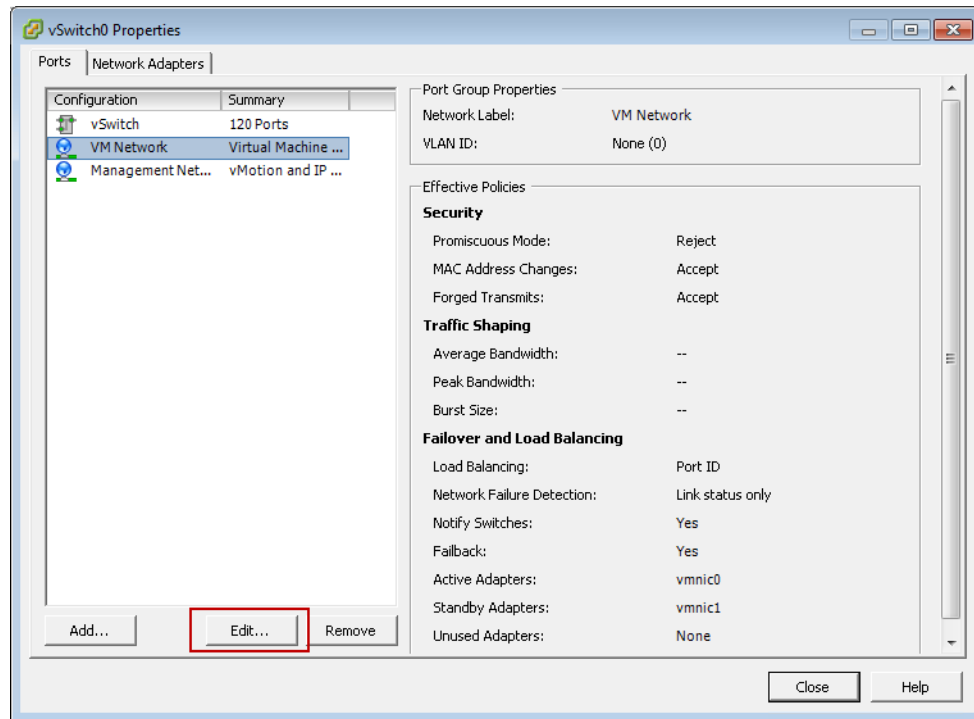 vSwitch0 Properties
Ports Network Adapters
Configuration Summary
vSwitch 120 Ports
VM Network Virtual Machine ...
Management Net... vMotion and IP ...
Add... Edit... Remove
Port Group Properties
Network Label: VM Network
VLAN ID: None (0)
Effective Policies
Security
Promiscuous Mode: Reject
MAC Address Changes: Accept
Forged Transmits: Accept
Traffic Shaping
Average Bandwidth: --
Peak Bandwidth: --
Burst Size: --
Failover and Load Balancing
Load Balancing: Port ID
Network Failure Detection: Link status only
Notify Switches: Yes
Failback: Yes
Active Adapters: vmnic0
Standby Adapters: vmnic1
Unused Adapters: None
Close Help